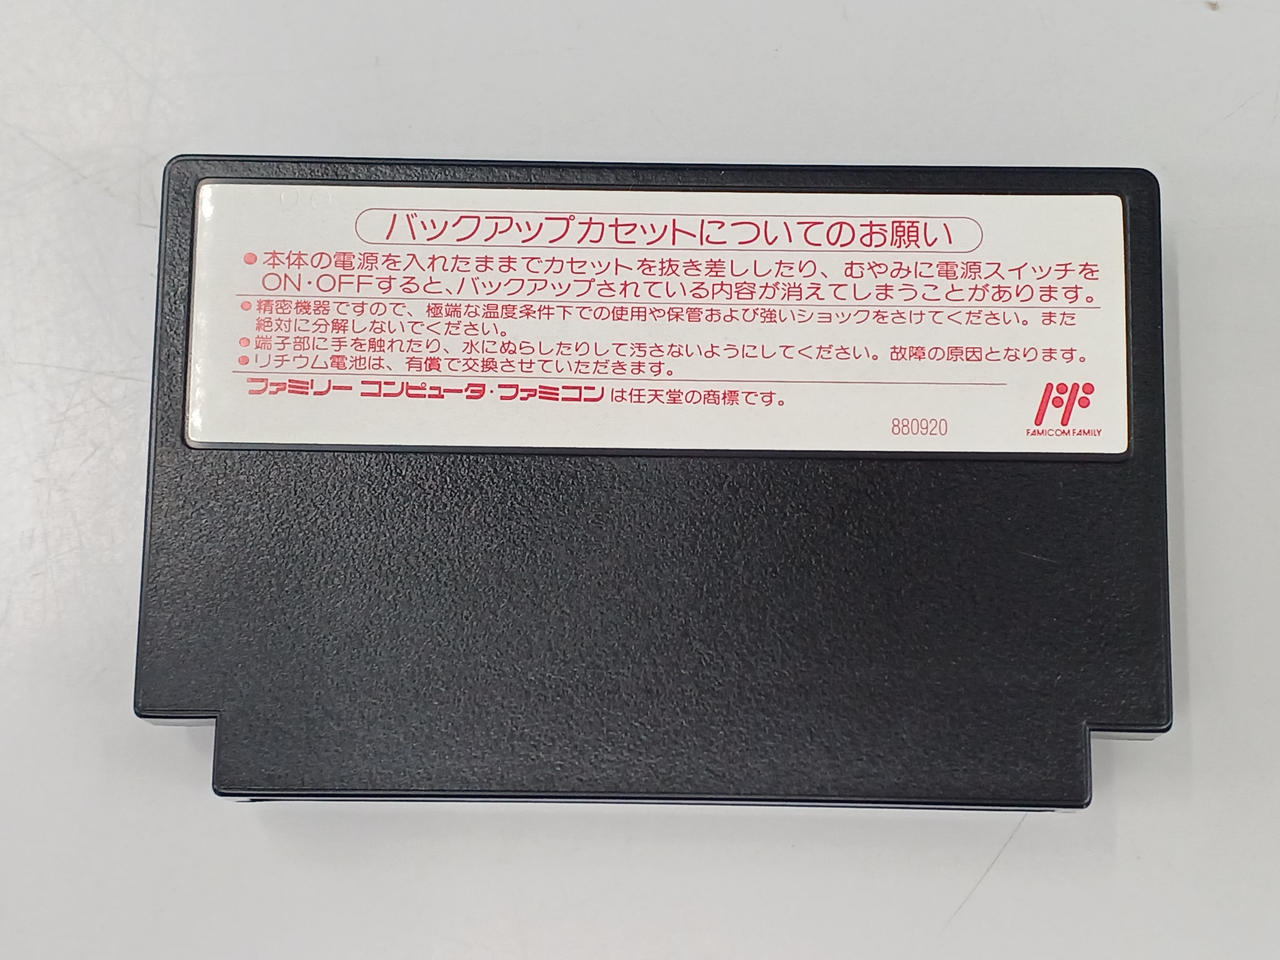 バックアップカセットについてのお願い
●本体の電源を入れたままでカセットを抜き差ししたり、むやみに電源スイッチを
ON・OFFすると、バックアップされている内容が消えてしまうことがあります。
●精密機器ですので、極端な温度条件下での使用や保管および強いショックをさけてください。また
絶対に分解しないでください。
●端子部に手を触れたり、水にぬらしたりして汚さないようにしてください。故障の原因となります。
●リチウム電池は、有償で交換させていただきます。
ファミリーコンピュータ・ファミコンは任天堂の商標です。
880920
FAMICOM FAMILY